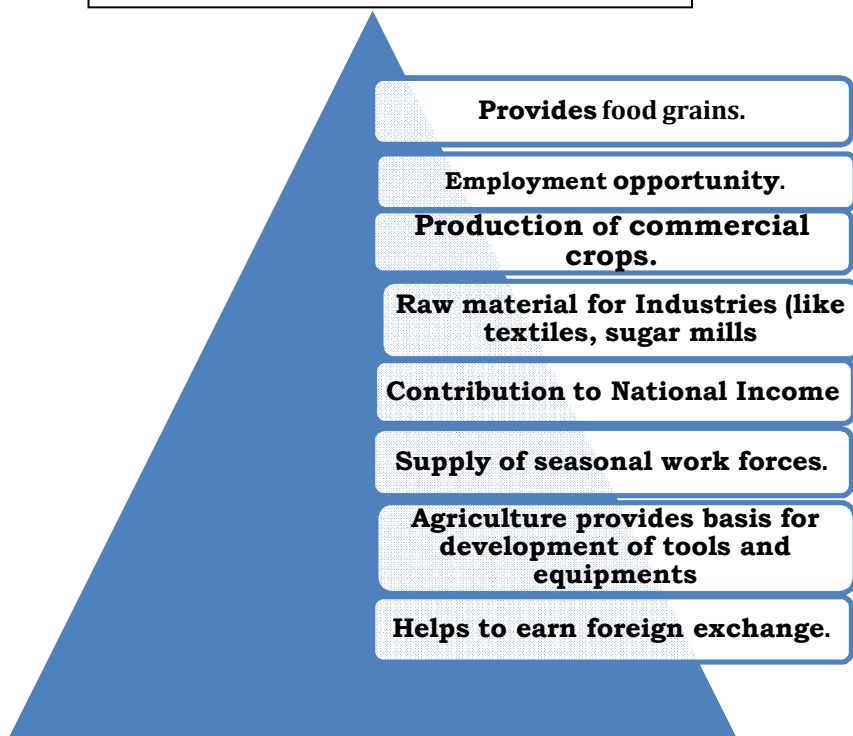 Provides food grains.
Employment opportunity.
Production of commercial
crops.
Raw material for Industries (like
textiles, sugar mills
Contribution to National Income
Supply of seasonal work forces.
Agriculture provides basis for
development of tools and
equipments
Helps to earn foreign exchange.